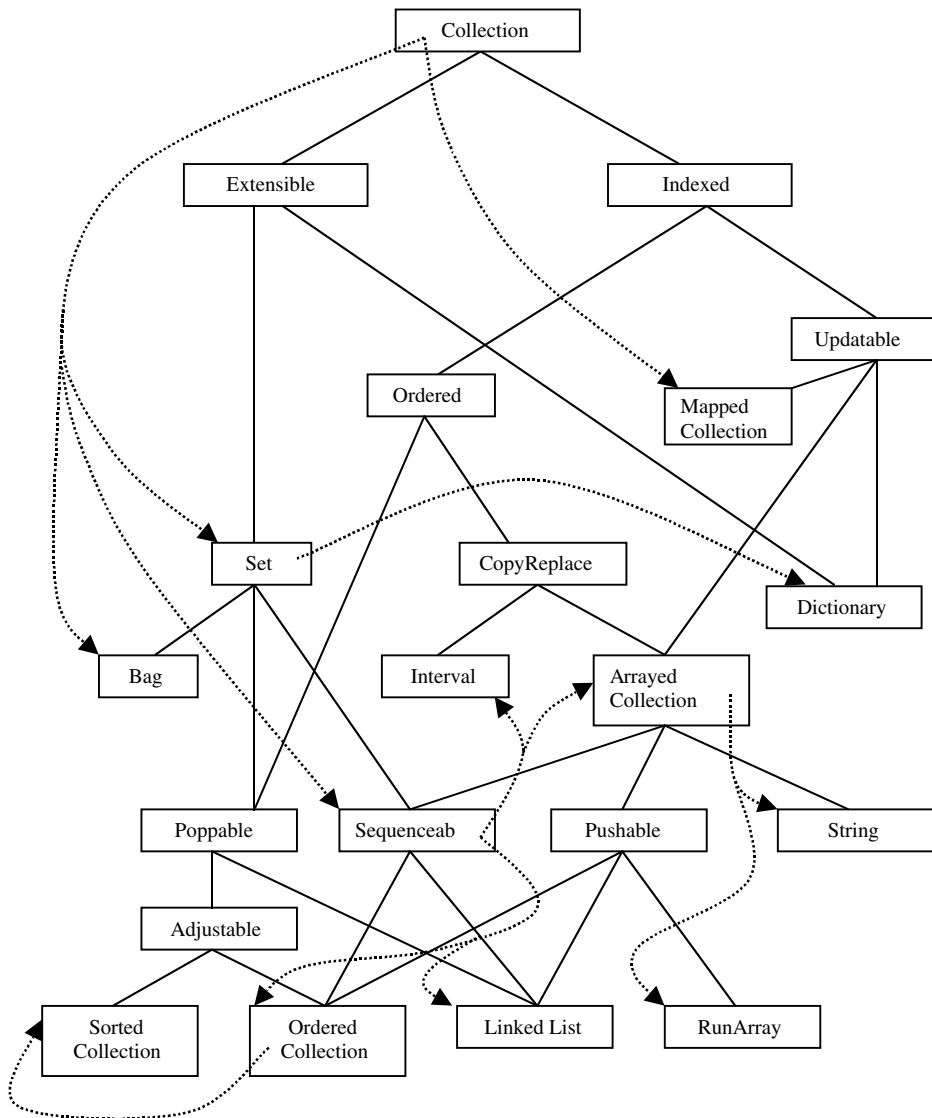 Collection
Extensible
Indexed
Updatable
Ordered
Mapped
Collection
Set
CopyReplace
Dictionary
Bag
Interval
Arrayed
Collection
Poppable
Sequenceab
Pushable
String
Adjustable
Sorted
Collection
Ordered
Collection
Linked List
RunArray